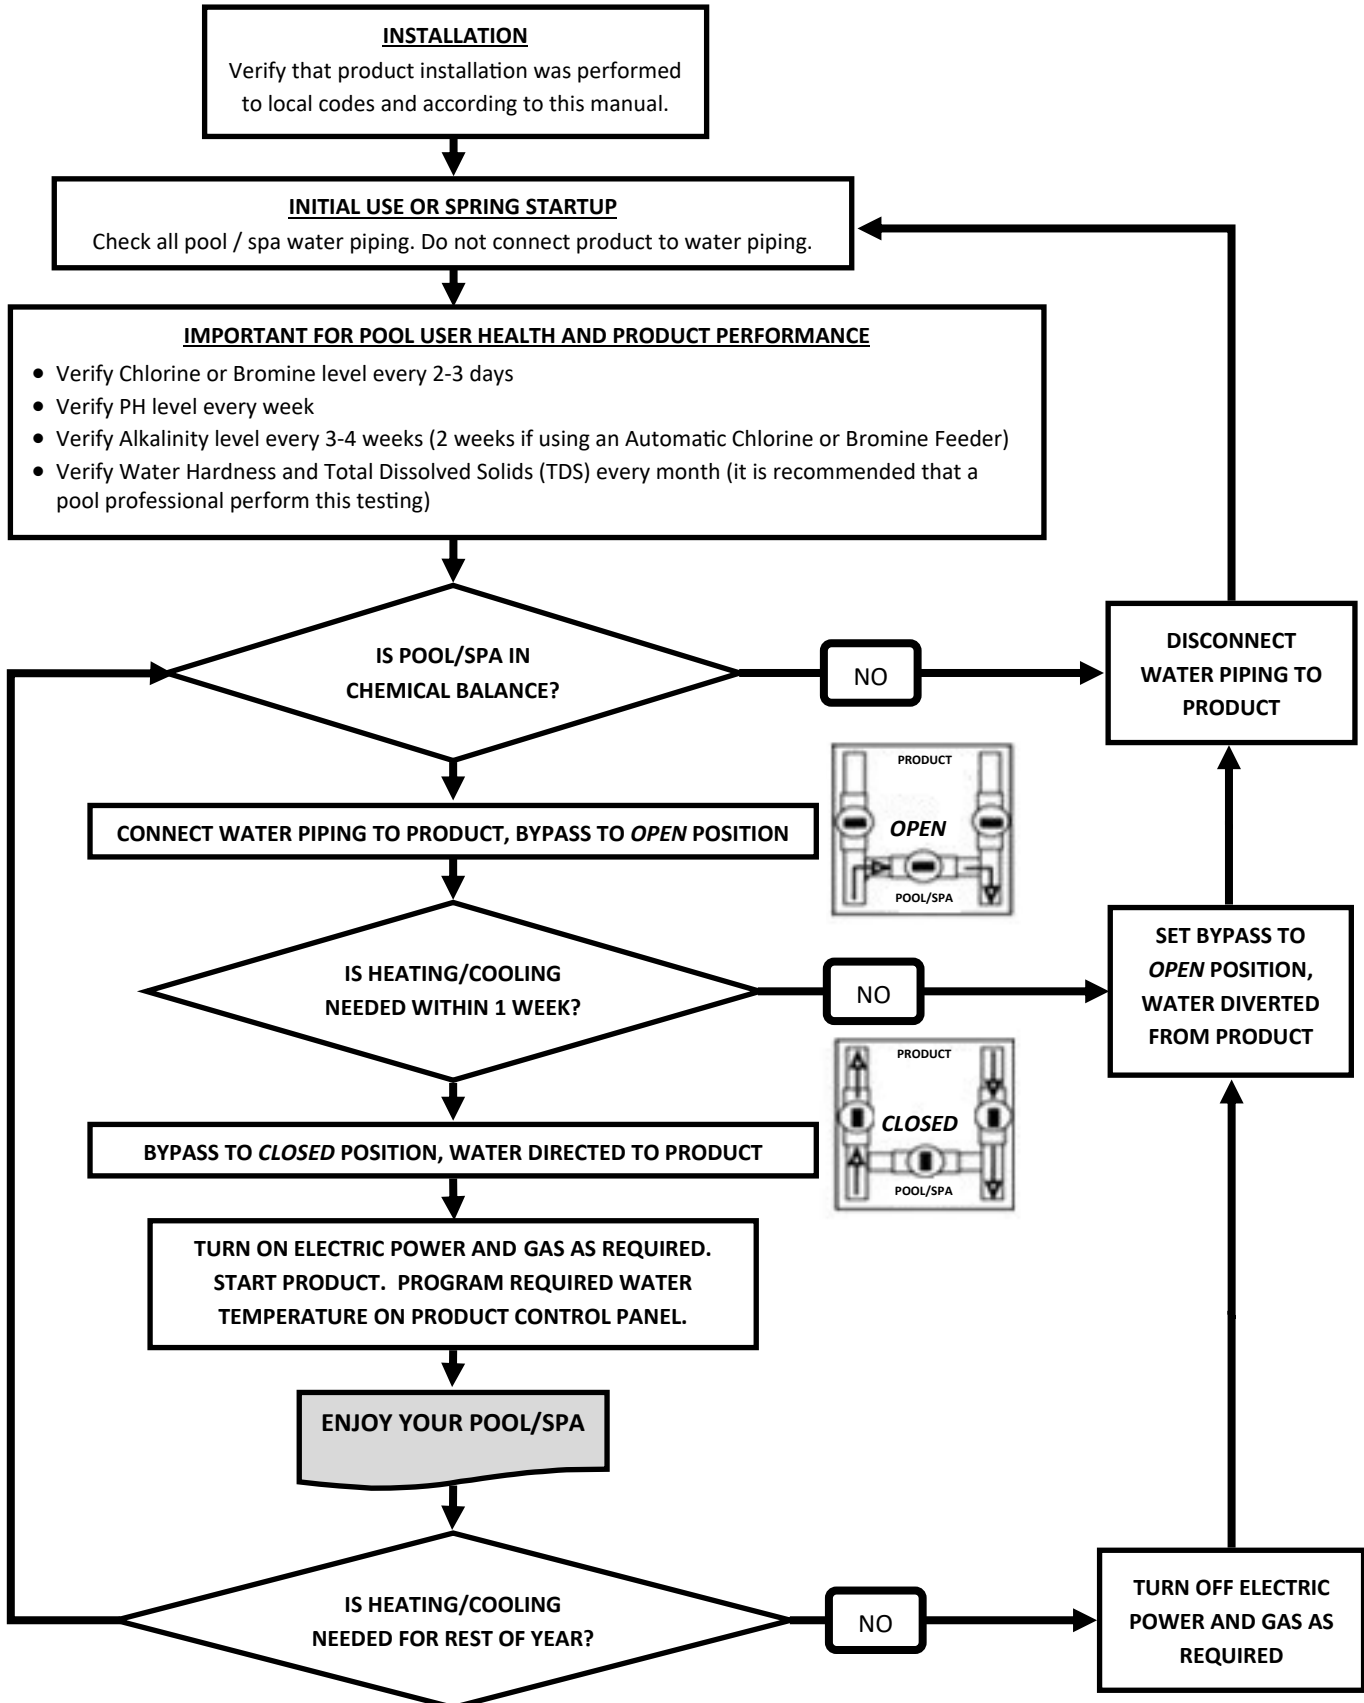 INSTALLATION
Verify that product installation was performed
to local codes and according to this manual.
INITIAL USE OR SPRING STARTUP
Check all pool / spa water piping. Do not connect product to water piping.
IMPORTANT FOR POOL USER HEALTH AND PRODUCT PERFORMANCE
• Verify Chlorine or Bromine level every 2-3 days
• Verify PH level every week
• Verify Alkalinity level every 3-4 weeks (2 weeks if using an Automatic Chlorine or Bromine Feeder)
• Verify Water Hardness and Total Dissolved Solids (TDS) every month (it is recommended that a
pool professional perform this testing)
IS POOL/SPA IN
CHEMICAL BALANCE?
NO
DISCONNECT
WATER PIPING TO
PRODUCT
CONNECT WATER PIPING TO PRODUCT, BYPASS TO OPEN POSITION
PRODUCT
OPEN
POOL/SPA
IS HEATING/COOLING
NEEDED WITHIN 1 WEEK?
NO
SET BYPASS TO
OPEN POSITION,
WATER DIVERTED
FROM PRODUCT
BYPASS TO CLOSED POSITION, WATER DIRECTED TO PRODUCT
PRODUCT
CLOSED
POOL/SPA
TURN ON ELECTRIC POWER AND GAS AS REQUIRED.
START PRODUCT. PROGRAM REQUIRED WATER
TEMPERATURE ON PRODUCT CONTROL PANEL.
ENJOY YOUR POOL/SPA
IS HEATING/COOLING
NEEDED FOR REST OF YEAR?
NO
TURN OFF ELECTRIC
POWER AND GAS AS
REQUIRED